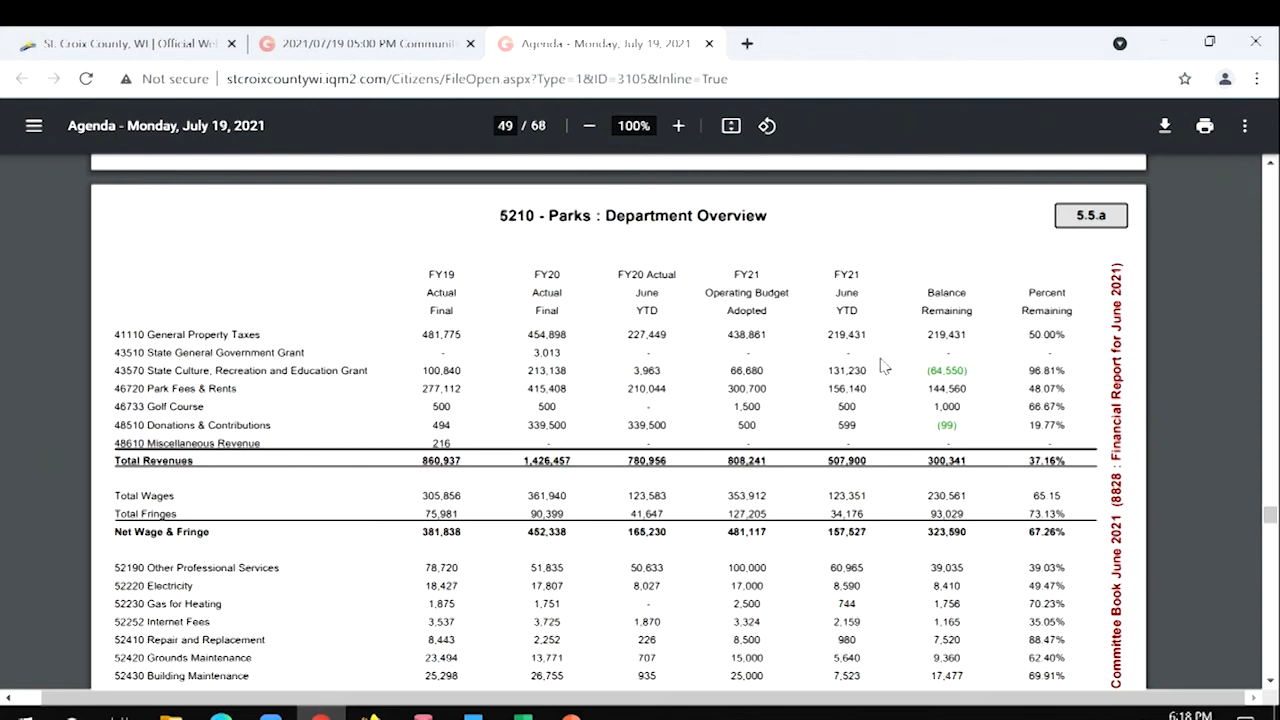 St. Croix County, WI | Official We
2021/07/19 05:00 PM Communit
Agenda - Monday, July 19, 2021
Not secure
stcroixcountywi.iqm2.com/Citizens/FileOpen.aspx?Type=1&ID=3105&Inline=True
Agenda - Monday, July 19, 2021
49 / 68
100%
5210 - Parks : Department Overview
5.5.a
FY19 FY20 FY20 Actual FY21 FY21
Actual Actual June Operating Budget June Balance Percent
Final Final YTD Adopted YTD Remaining Remaining
41110 General Property Taxes 481,775 454,898 227,449 438,861 219,431 219,431 50.00%
43510 State General Government Grant - 3,013 - - - - -
43570 State Culture, Recreation and Education Grant 100,840 213,138 3,963 66,680 131,230 (64,550) 96.81%
46720 Park Fees & Rents 277,112 415,408 210,044 300,700 156,140 144,560 48.07%
46733 Golf Course 500 500 - 1,500 500 1,000 66.67%
48510 Donations & Contributions 494 339,500 339,500 500 599 (99) 19.77%
48610 Miscellaneous Revenue 216 - - - - - -
Total Revenues 860,937 1,426,457 780,956 808,241 507,900 300,341 37.16%
Total Wages 305,856 361,940 123,583 353,912 123,351 230,561 65.15
Total Fringes 75,981 90,399 41,647 127,205 34,176 93,029 73.13%
Net Wage & Fringe 381,838 452,338 165,230 481,117 157,527 323,590 67.26%
52190 Other Professional Services 78,720 51,835 50,633 100,000 60,965 39,035 39.03%
52220 Electricity 18,427 17,807 8,027 17,000 8,590 8,410 49.47%
52230 Gas for Heating 1,875 1,751 - 2,500 744 1,756 70.23%
52252 Internet Fees 3,537 3,725 1,870 3,324 2,159 1,165 35.05%
52410 Repair and Replacement 8,443 2,252 226 8,500 980 7,520 88.47%
52420 Grounds Maintenance 23,494 13,771 707 15,000 5,640 9,360 62.40%
52430 Building Maintenance 25,298 26,755 935 25,000 7,523 17,477 69.91%
Committee Book June 2021 (8828 : Financial Report for June 2021)
6:18 PM